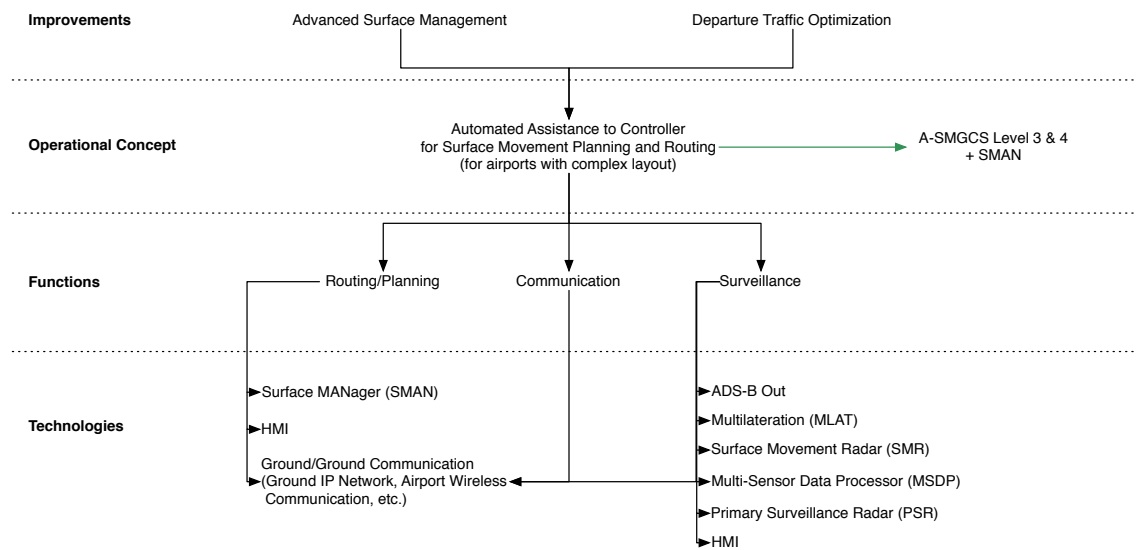 Improvements
Advanced Surface Management
Departure Traffic Optimization
Operational Concept
Automated Assistance to Controller
for Surface Movement Planning and Routing
(for airports with complex layout)
A-SMGCS Level 3 & 4
+ SMAN
Functions
Routing/Planning
Communication
Surveillance
Technologies
Surface MANager (SMAN)
HMI
Ground/Ground Communication
(Ground IP Network, Airport Wireless
Communication, etc.)
ADS-B Out
Multilateration (MLAT)
Surface Movement Radar (SMR)
Multi-Sensor Data Processor (MSDP)
Primary Surveillance Radar (PSR)
HMI